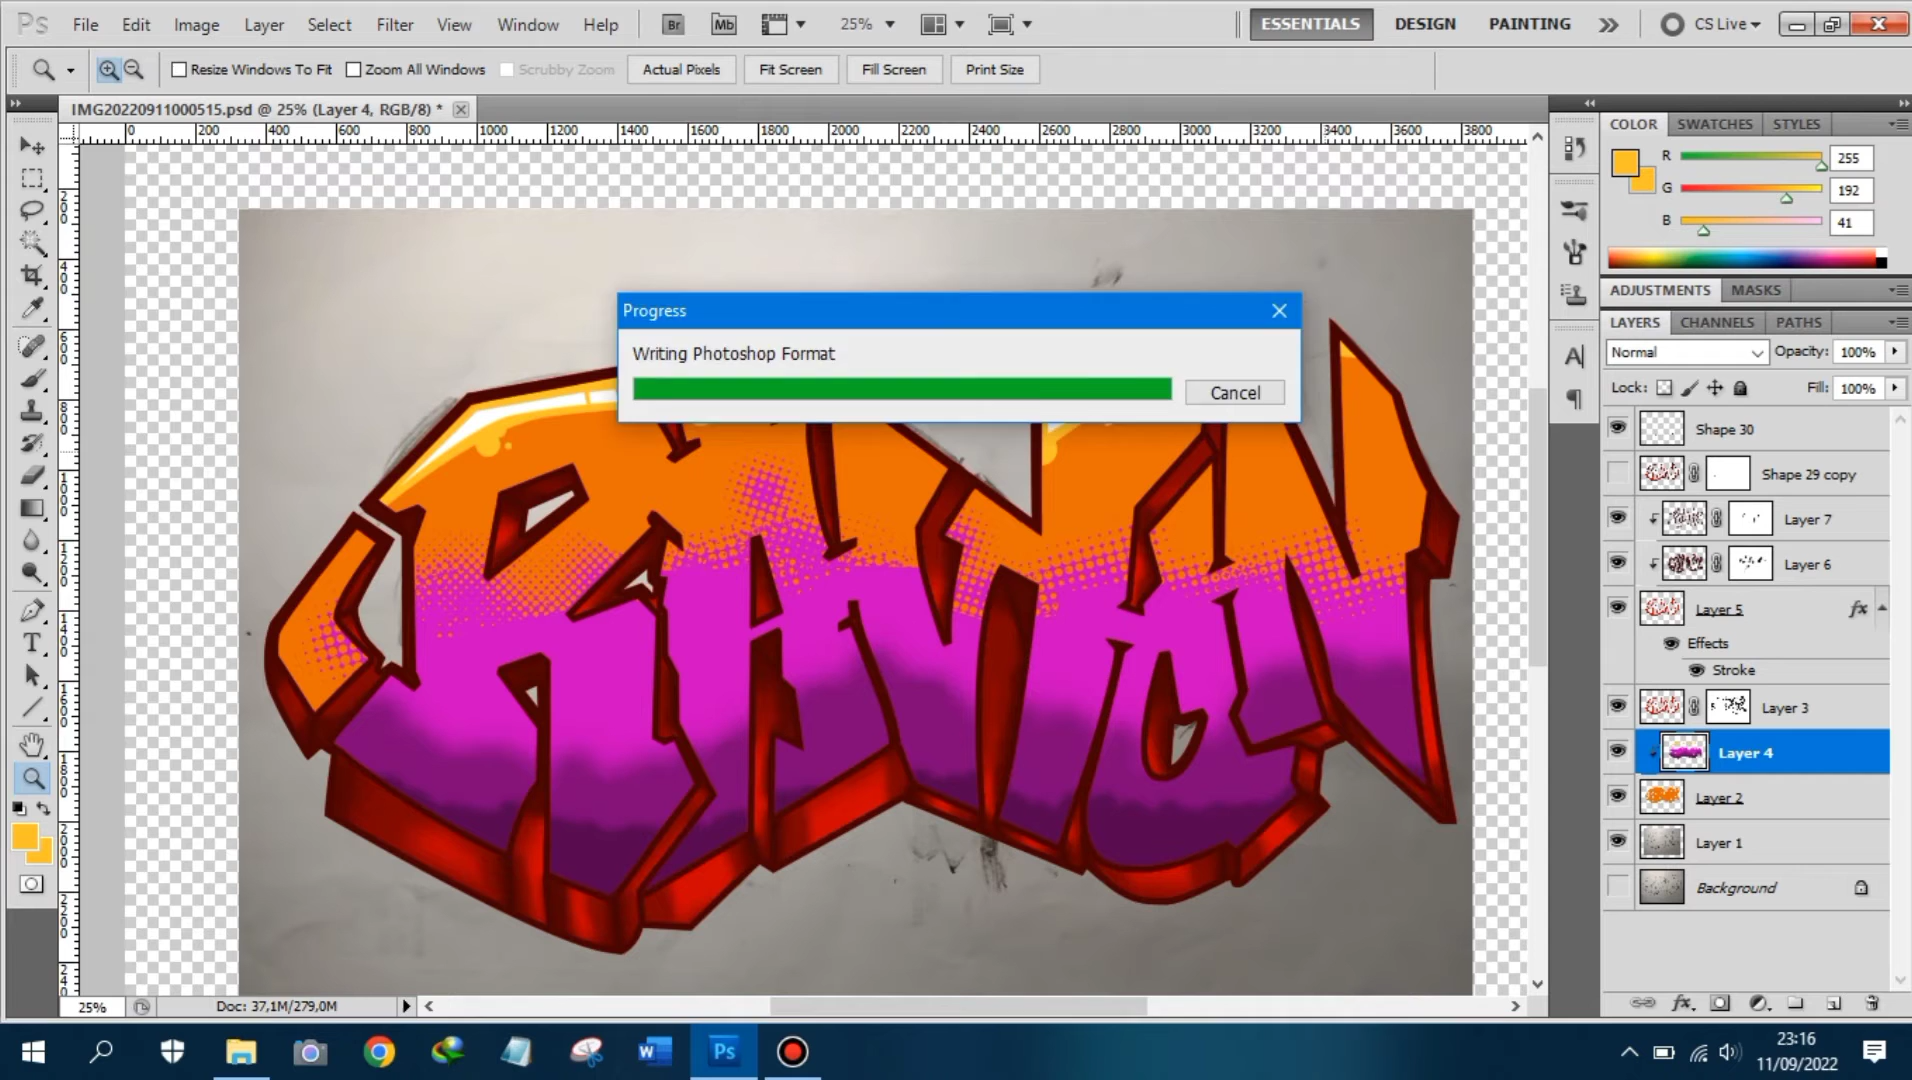 Ps File Edit Image Layer Select Filter View Window Help Br Mb 25% ESSENTIALS DESIGN PAINTING CS Live
Resize Windows To Fit Zoom All Windows Scrubby Zoom Actual Pixels Fit Screen Fill Screen Print Size
IMG20220911000515.psd @ 25% (Layer 4, RGB/8) *
0 200 400 600 800 1000 1200 1400 1600 1800 2000 2200 2400 2600 2800 3000 3200 3400 3600 3800
COLOR SWATCHES STYLES
R 255
G 192
B 41
ADJUSTMENTS MASKS
LAYERS CHANNELS PATHS
Normal Opacity: 100%
Lock: Fill: 100%
Progress
Writing Photoshop Format
Cancel
Shape 30
Shape 29 copy
Layer 7
Layer 6
Layer 5 fx
Effects
Stroke
Layer 3
Layer 4
Layer 2
Layer 1
Background
25% Doc: 37,1M/279,0M
Ps
23:16
11/09/2022